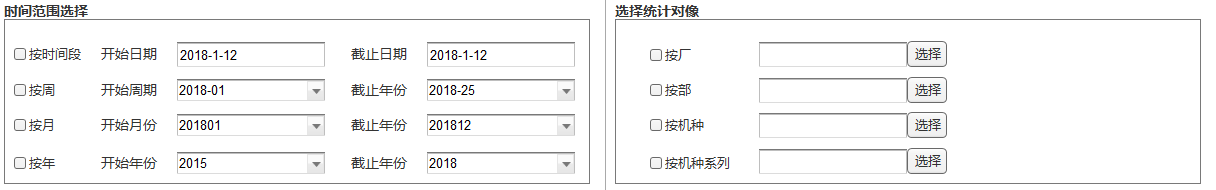 时间范围选择
按时间段 开始日期 2018-1-12 截止日期 2018-1-12
按周 开始周期 2018-01 截止年份 2018-25
按月 开始月份 201801 截止年份 201812
按年 开始年份 2015 截止年份 2018
选择统计对像
按厂 选择
按部 选择
按机种 选择
按机种系列 选择